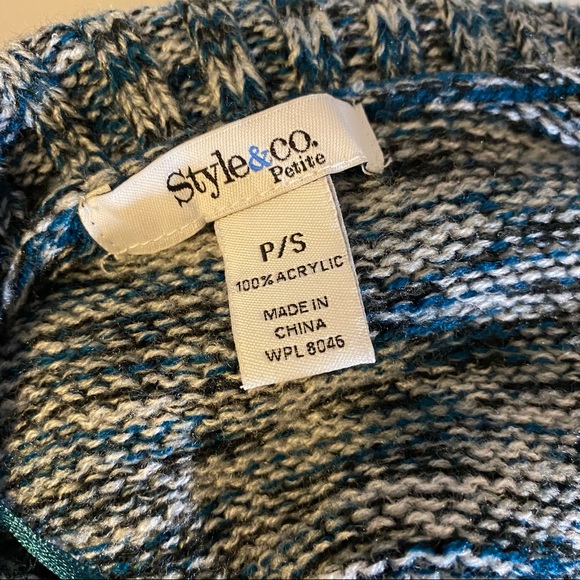 Style&co.
Petite
P/S
100% ACRYLIC
MADE IN
CHINA
WPL 8046